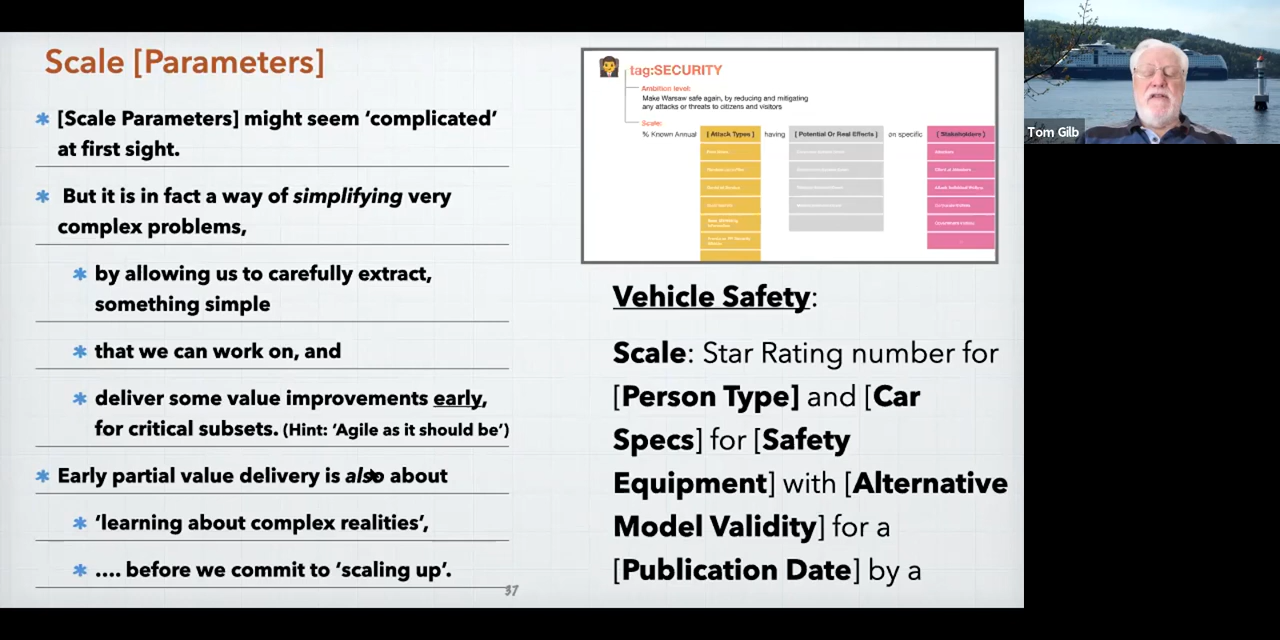 Scale [Parameters]
[Scale Parameters] might seem ‘complicated’
at first sight.
But it is in fact a way of simplifying very
complex problems,
by allowing us to carefully extract,
something simple
that we can work on, and
deliver some value improvements early,
for critical subsets. (Hint: ‘Agile as it should be’)
Early partial value delivery is also about
‘learning about complex realities’,
…. before we commit to ‘scaling up’.
37
tag:SECURITY
Ambition level:
Make Warsaw safe again, by reducing and mitigating
any attacks or threats to citizens and visitors
Scale:
% Known Annual [ Attack Types ] having [ Potential Or Real Effects ] on specific [ Stakeholders ]
Vehicle Safety:
Scale: Star Rating number for
[Person Type] and [Car
Specs] for [Safety
Equipment] with [Alternative
Model Validity] for a
[Publication Date] by a
Tom Gilb